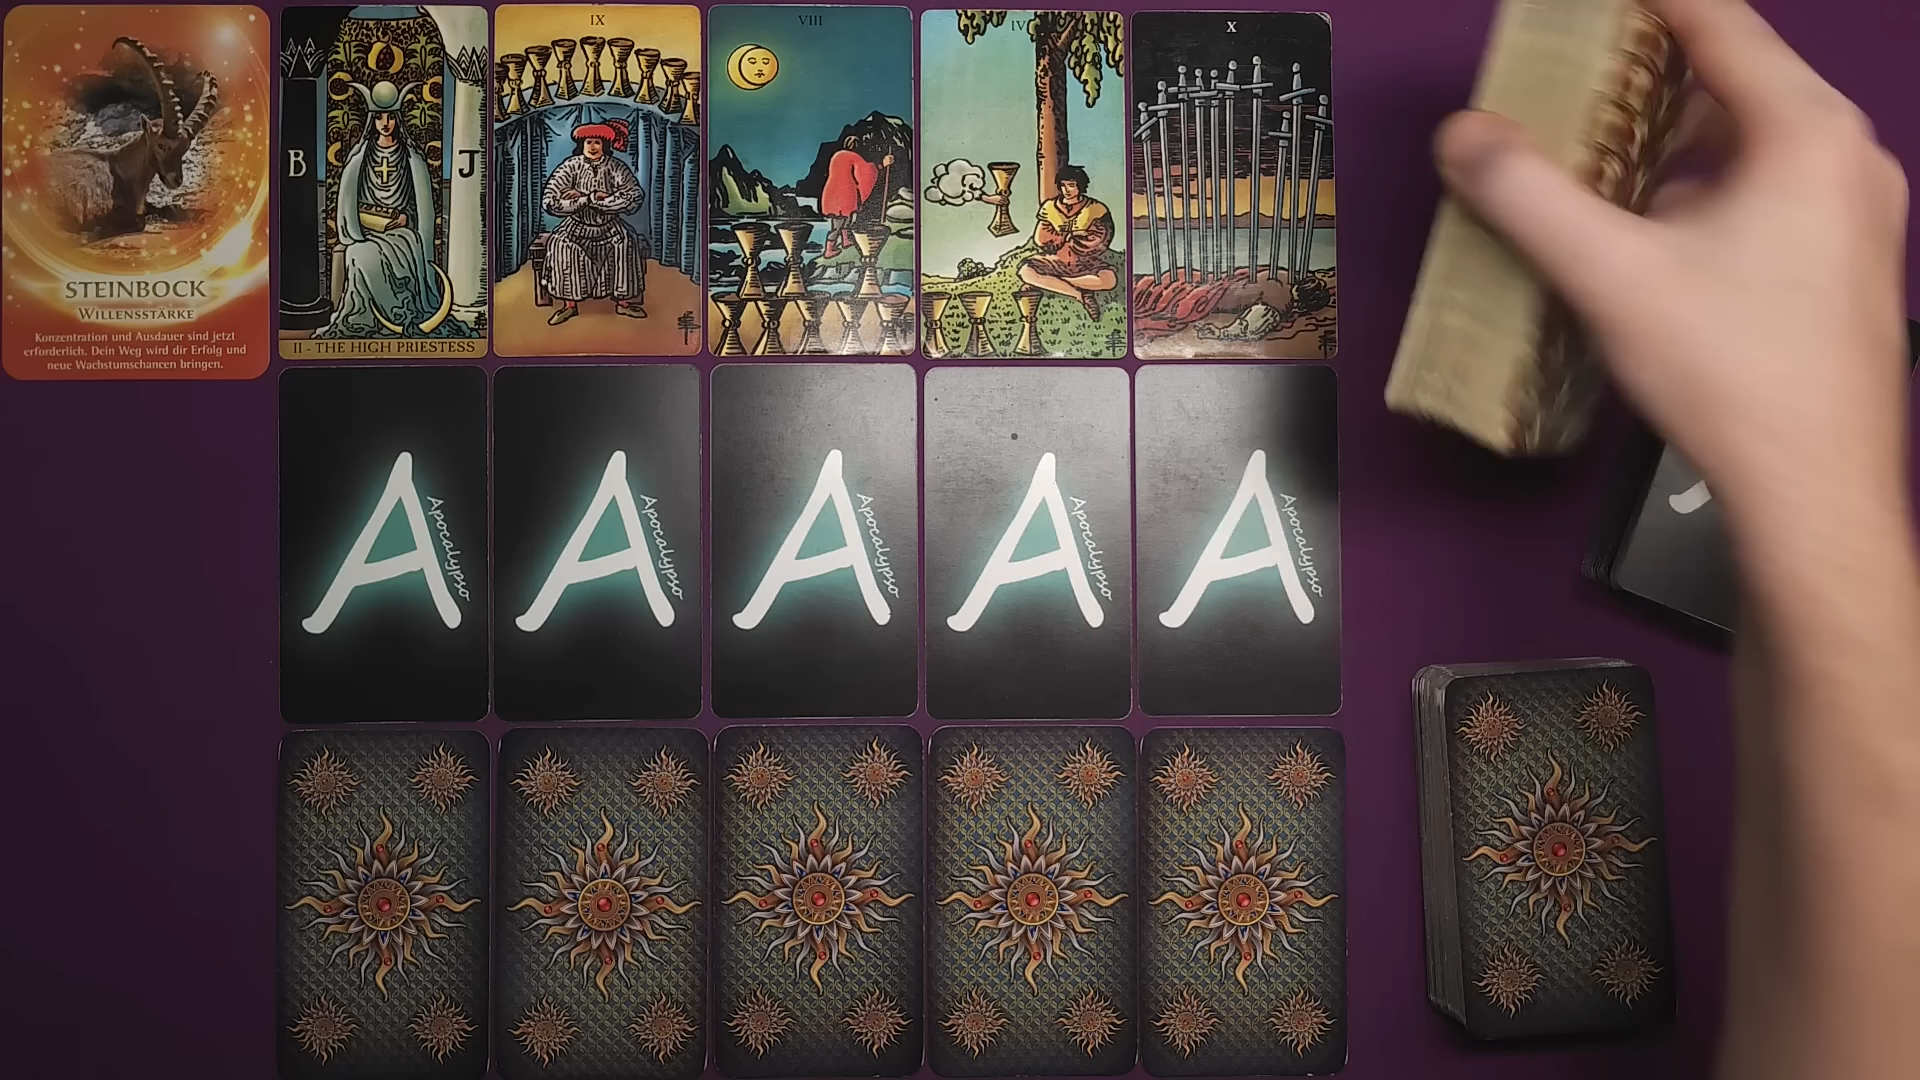 STEINBOCK
WILLENSSTÄRKE
Konzentration und Ausdauer sind jetzt
erforderlich. Dein Weg wird dir Erfolg und
neue Wachstumschancen bringen.
B
J
II - THE HIGH PRIESTESS
IX
VIII
IV
X
A
Apocalypso
A
Apocalypso
A
Apocalypso
A
Apocalypso
A
Apocalypso